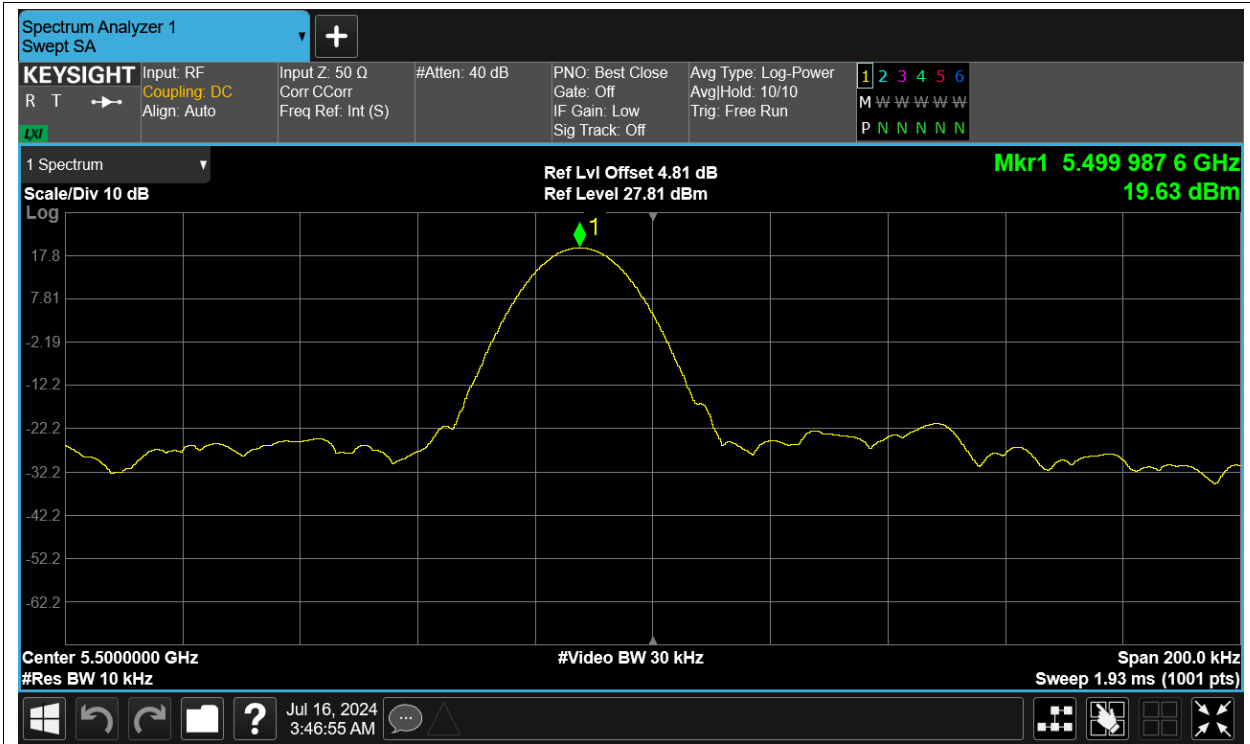 Spectrum Analyzer 1
Swept SA
KEYSIGHT
R T
LXI
Input: RF
Coupling: DC
Align: Auto
Input Z: 50 Ω
Corr CCorr
Freq Ref: Int (S)
#Atten: 40 dB
PNO: Best Close
Gate: Off
IF Gain: Low
Sig Track: Off
Avg Type: Log-Power
Avg|Hold: 10/10
Trig: Free Run
1 2 3 4 5 6
M W W W W W
P N N N N N
1 Spectrum
Scale/Div 10 dB
Log
Ref Lvl Offset 4.81 dB
Ref Level 27.81 dBm
Mkr1 5.499 987 6 GHz
19.63 dBm
1
17.8
7.81
-2.19
-12.2
-22.2
-32.2
-42.2
-52.2
-62.2
Center 5.5000000 GHz
#Video BW 30 kHz
Span 200.0 kHz
#Res BW 10 kHz
Sweep 1.93 ms (1001 pts)
?
Jul 16, 2024
3:46:55 AM